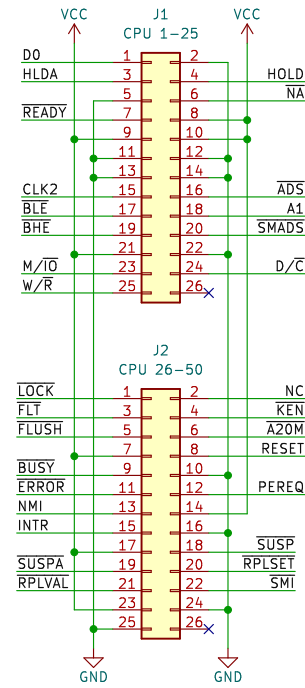 VCC VCC
J1
CPU 1-25
D0 1 2
HLDA 3 4 HOLD
5 6 NA
READY 7 8
9 10
11 12
13 14
CLK2 15 16 ADS
BLE 17 18 A1
BHE 19 20 SMADS
21 22
M/IO 23 24 D/C
W/R 25 26
J2
CPU 26-50
LOCK 1 2 NC
FLT 3 4 KEN
FLUSH 5 6 A20M
7 8 RESET
BUSY 9 10
ERROR 11 12 PEREQ
NMI 13 14
INTR 15 16
17 18 SUSP
SUSPA 19 20 RPLSET
RPLVAL 21 22 SMI
23 24
25 26
GND GND